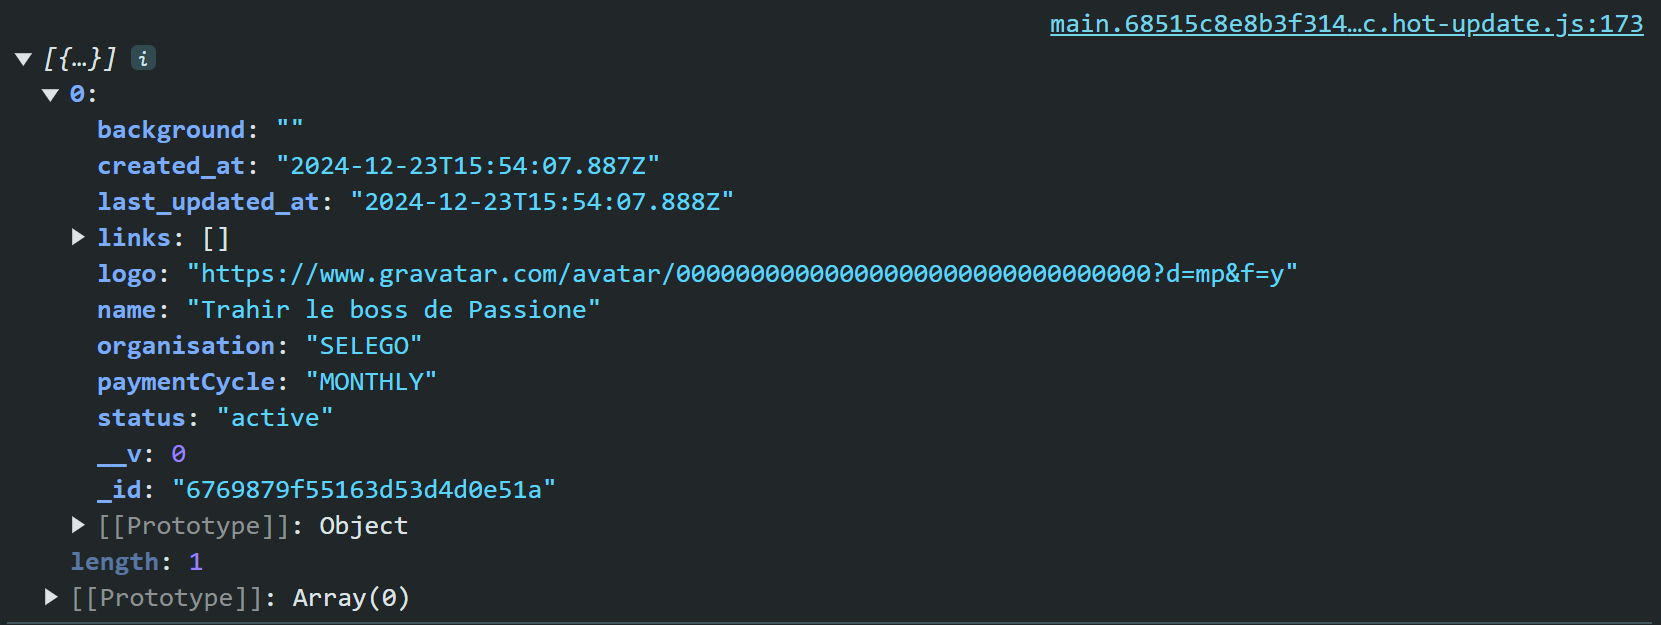 main.68515c8e8b3f314…c.hot-update.js:173
▼ [{…}] i
▼ 0:
background: ""
created_at: "2024-12-23T15:54:07.887Z"
last_updated_at: "2024-12-23T15:54:07.888Z"
▶ links: []
logo: "https://www.gravatar.com/avatar/00000000000000000000000000000000?d=mp&f=y"
name: "Trahir le boss de Passione"
organisation: "SELEGO"
paymentCycle: "MONTHLY"
status: "active"
__v: 0
_id: "6769879f55163d53d4d0e51a"
▶ [[Prototype]]: Object
length: 1
▶ [[Prototype]]: Array(0)